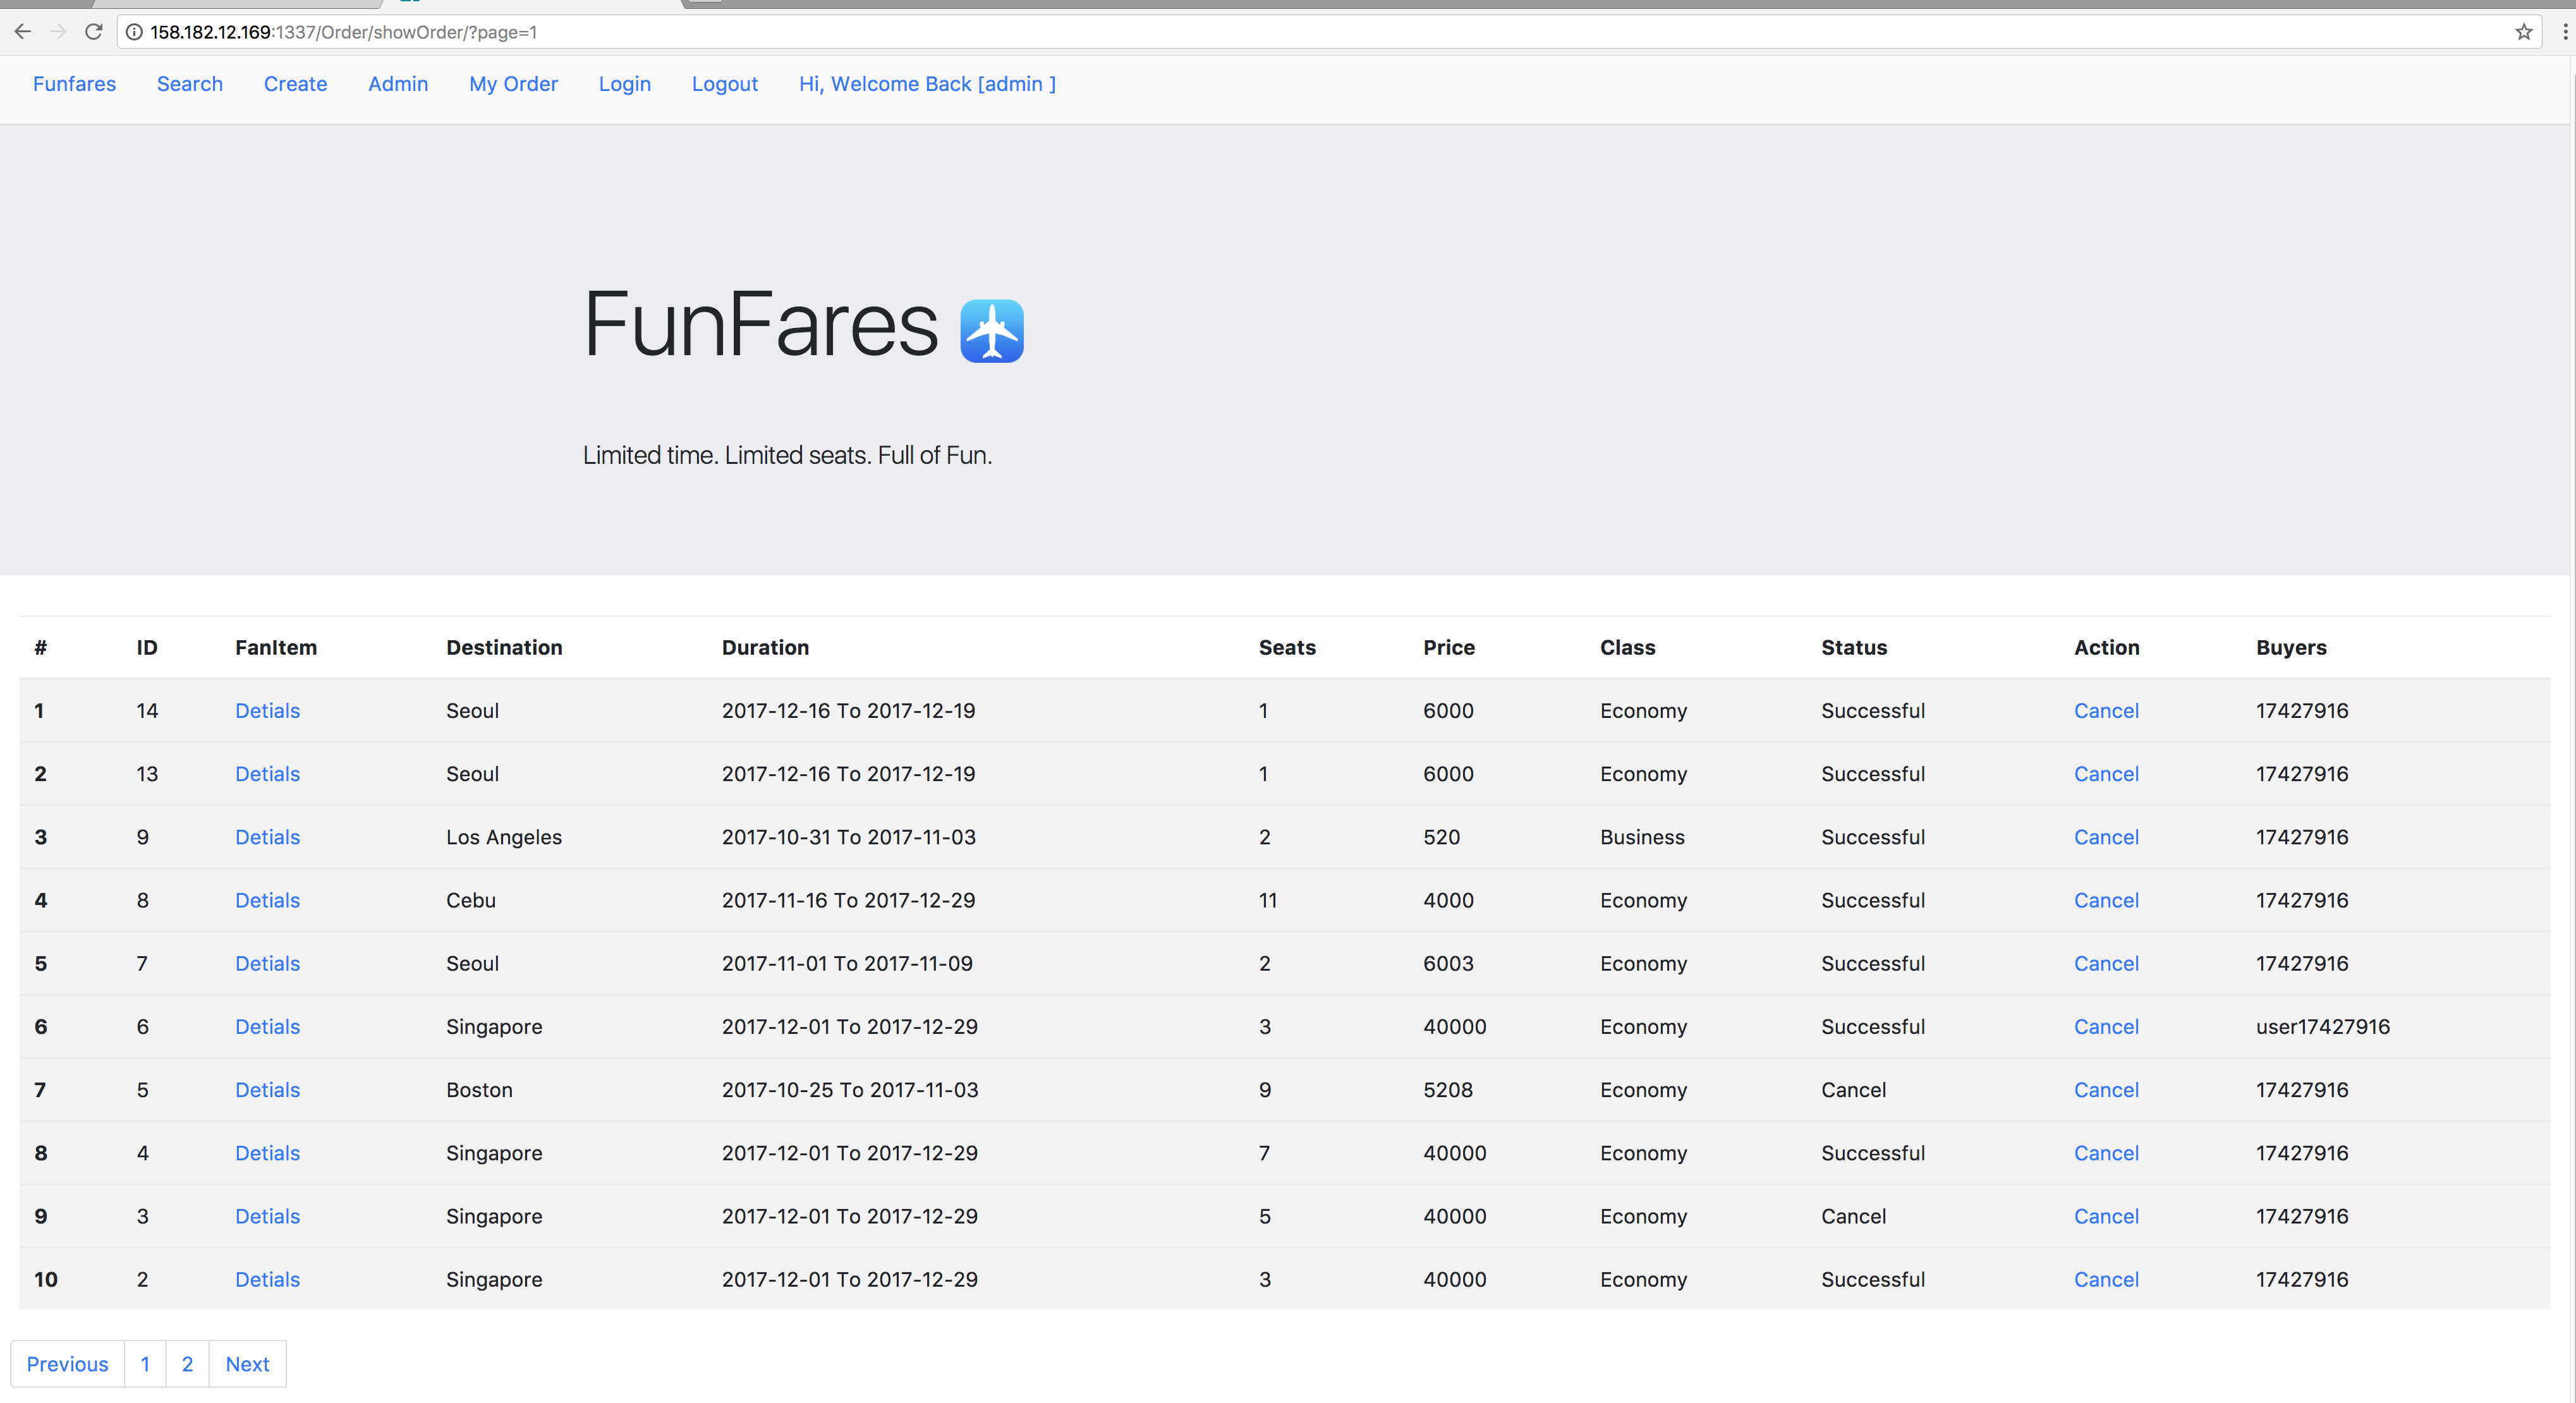 158.182.12.169:1337/Order/showOrder/?page=1
Funfares Search Create Admin My Order Login Logout Hi, Welcome Back [admin ]
FunFares
Limited time. Limited seats. Full of Fun.
# ID FanItem Destination Duration Seats Price Class Status Action Buyers
1 14 Detials Seoul 2017-12-16 To 2017-12-19 1 6000 Economy Successful Cancel 17427916
2 13 Detials Seoul 2017-12-16 To 2017-12-19 1 6000 Economy Successful Cancel 17427916
3 9 Detials Los Angeles 2017-10-31 To 2017-11-03 2 520 Business Successful Cancel 17427916
4 8 Detials Cebu 2017-11-16 To 2017-12-29 11 4000 Economy Successful Cancel 17427916
5 7 Detials Seoul 2017-11-01 To 2017-11-09 2 6003 Economy Successful Cancel 17427916
6 6 Detials Singapore 2017-12-01 To 2017-12-29 3 40000 Economy Successful Cancel user17427916
7 5 Detials Boston 2017-10-25 To 2017-11-03 9 5208 Economy Cancel Cancel 17427916
8 4 Detials Singapore 2017-12-01 To 2017-12-29 7 40000 Economy Successful Cancel 17427916
9 3 Detials Singapore 2017-12-01 To 2017-12-29 5 40000 Economy Cancel Cancel 17427916
10 2 Detials Singapore 2017-12-01 To 2017-12-29 3 40000 Economy Successful Cancel 17427916
Previous 1 2 Next